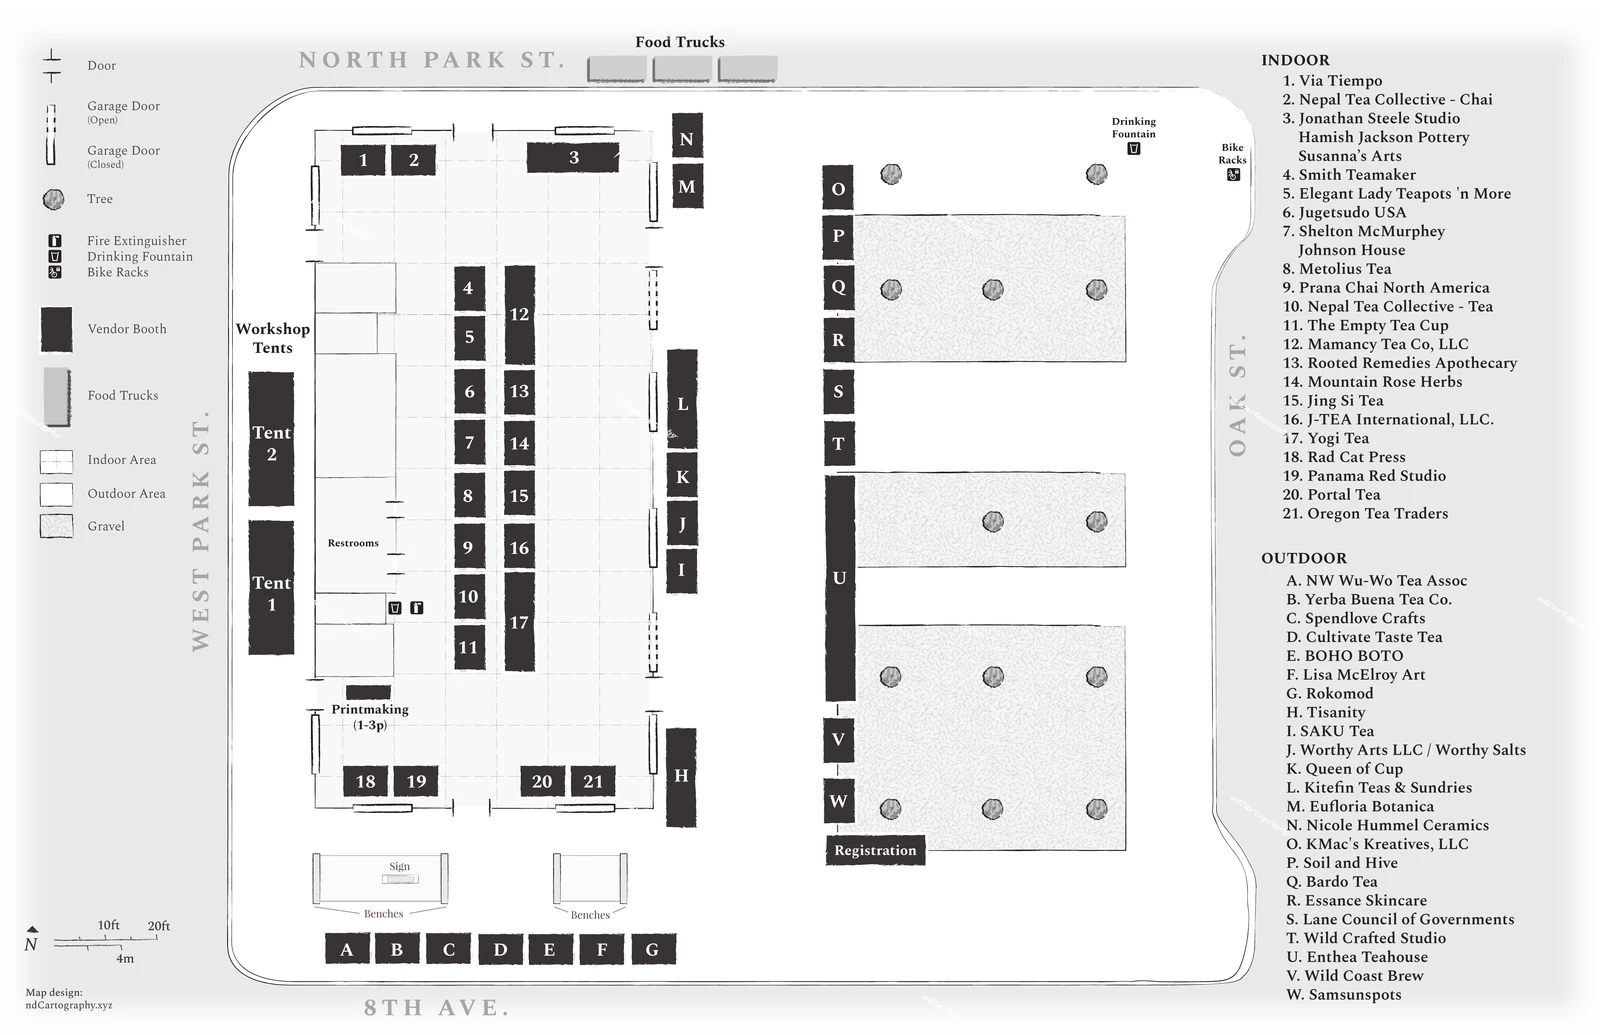 Door
Garage Door
(Open)
Garage Door
(Closed)
Tree
Fire Extinguisher
Drinking Fountain
Bike Racks
Vendor Booth
Food Trucks
Indoor Area
Outdoor Area
Gravel
N
10ft 20ft
4m
Map design:
ndCartography.xyz
NORTH PARK ST.
Food Trucks
WEST PARK ST.
OAK ST.
8TH AVE.
Drinking
Fountain
Bike
Racks
1 2 3
N
M
O
P
Q
R
S
T
U
V
W
Registration
Workshop
Tents
Tent
2
Tent
1
4
5
6
7
8
9
10
11
12
13
14
15
16
17
L
K
J
I
H
Restrooms
Printmaking
(1-3p)
18 19 20 21
Sign
Benches
Benches
A B C D E F G
INDOOR
1. Via Tiempo
2. Nepal Tea Collective - Chai
3. Jonathan Steele Studio
Hamish Jackson Pottery
Susanna's Arts
4. Smith Teamaker
5. Elegant Lady Teapots 'n More
6. Jugetsudo USA
7. Shelton McMurphey
Johnson House
8. Metolius Tea
9. Prana Chai North America
10. Nepal Tea Collective - Tea
11. The Empty Tea Cup
12. Mamancy Tea Co, LLC
13. Rooted Remedies Apothecary
14. Mountain Rose Herbs
15. Jing Si Tea
16. J-TEA International, LLC.
17. Yogi Tea
18. Rad Cat Press
19. Panama Red Studio
20. Portal Tea
21. Oregon Tea Traders
OUTDOOR
A. NW Wu-Wo Tea Assoc
B. Yerba Buena Tea Co.
C. Spendlove Crafts
D. Cultivate Taste Tea
E. BOHO BOTO
F. Lisa McElroy Art
G. Rokomod
H. Tisanity
I. SAKU Tea
J. Worthy Arts LLC / Worthy Salts
K. Queen of Cup
L. Kitefin Teas & Sundries
M. Eufloria Botanica
N. Nicole Hummel Ceramics
O. KMac's Kreatives, LLC
P. Soil and Hive
Q. Bardo Tea
R. Essance Skincare
S. Lane Council of Governments
T. Wild Crafted Studio
U. Enthea Teahouse
V. Wild Coast Brew
W. Samsunspots